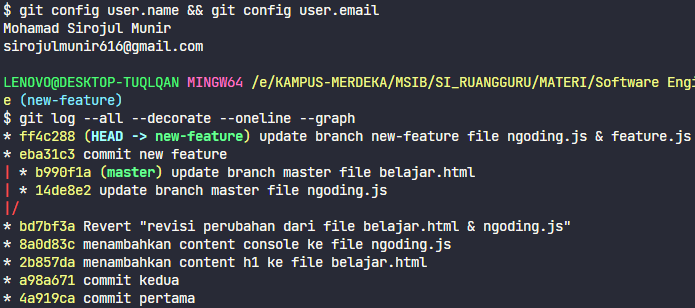 $ git config user.name && git config user.email
Mohamad Sirojul Munir
sirojulmunir616@gmail.com
LENOVO@DESKTOP-TUQLQAN MINGW64 /e/KAMPUS-MERDEKA/MSIB/SI_RUANGGURU/MATERI/Software Engi
e (new-feature)
$ git log --all --decorate --oneline --graph
* ff4c288 (HEAD -> new-feature) update branch new-feature file ngoding.js & feature.js
* eba31c3 commit new feature
| * b990f1a (master) update branch master file belajar.html
| * 14de8e2 update branch master file ngoding.js
|/
* bd7bf3a Revert "revisi perubahan dari file belajar.html & ngoding.js"
* 8a0d83c menambahkan content console ke file ngoding.js
* 2b857da menambahkan content h1 ke file belajar.html
* a98a671 commit kedua
* 4a919ca commit pertama